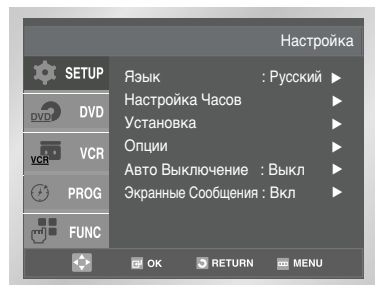 Настройка
SETUP
Язык : Русский ►
Настройка Часов ►
DVD DVD
Установка ►
Опции ►
VCR VCR
Авто Выключение : Выкл ►
PROG
Экранные Сообщения : Вкл ►
FUNC
OK RETURN MENU